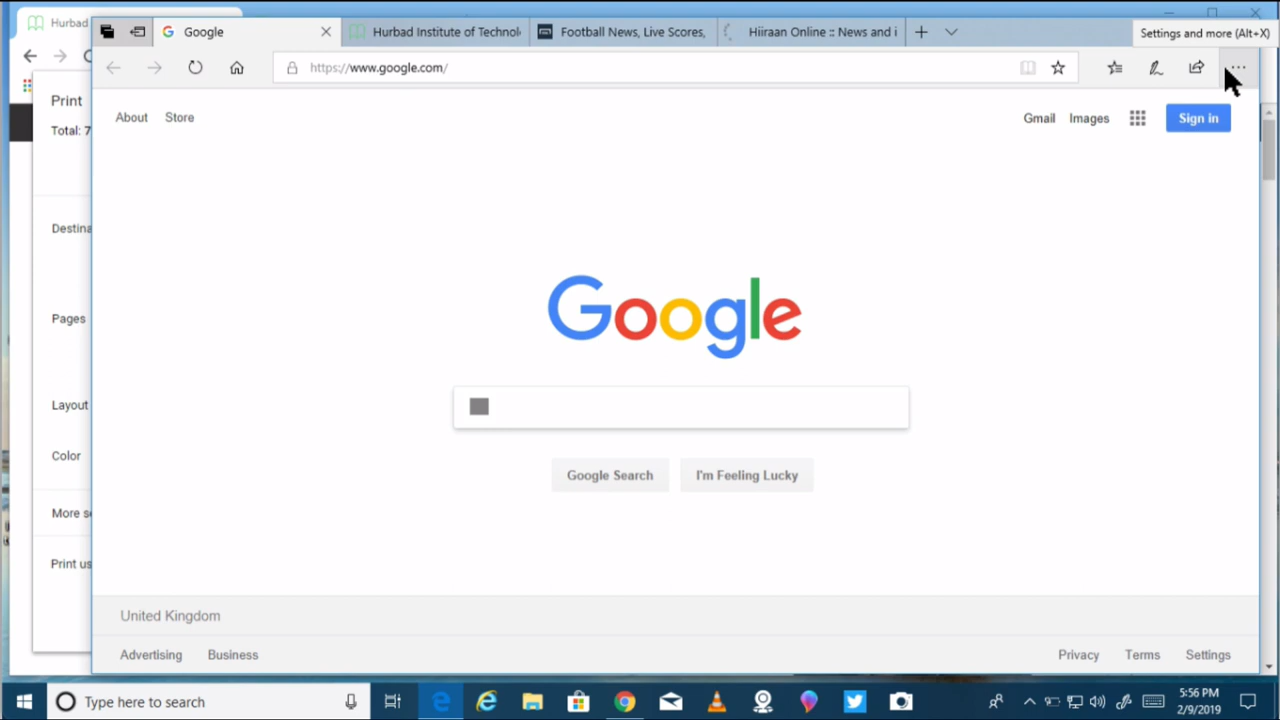 Hurbad
Google
Hurbad Institute of Technol
Football News, Live Scores,
Hiiraan Online :: News and i
Settings and more (Alt+X)
https://www.google.com/
Print
Total: 7
Destina
Pages
Layout
Color
More se
Print us
About
Store
Gmail
Images
Sign in
Google
Google Search
I'm Feeling Lucky
United Kingdom
Advertising
Business
Privacy
Terms
Settings
Type here to search
5:56 PM
2/9/2019